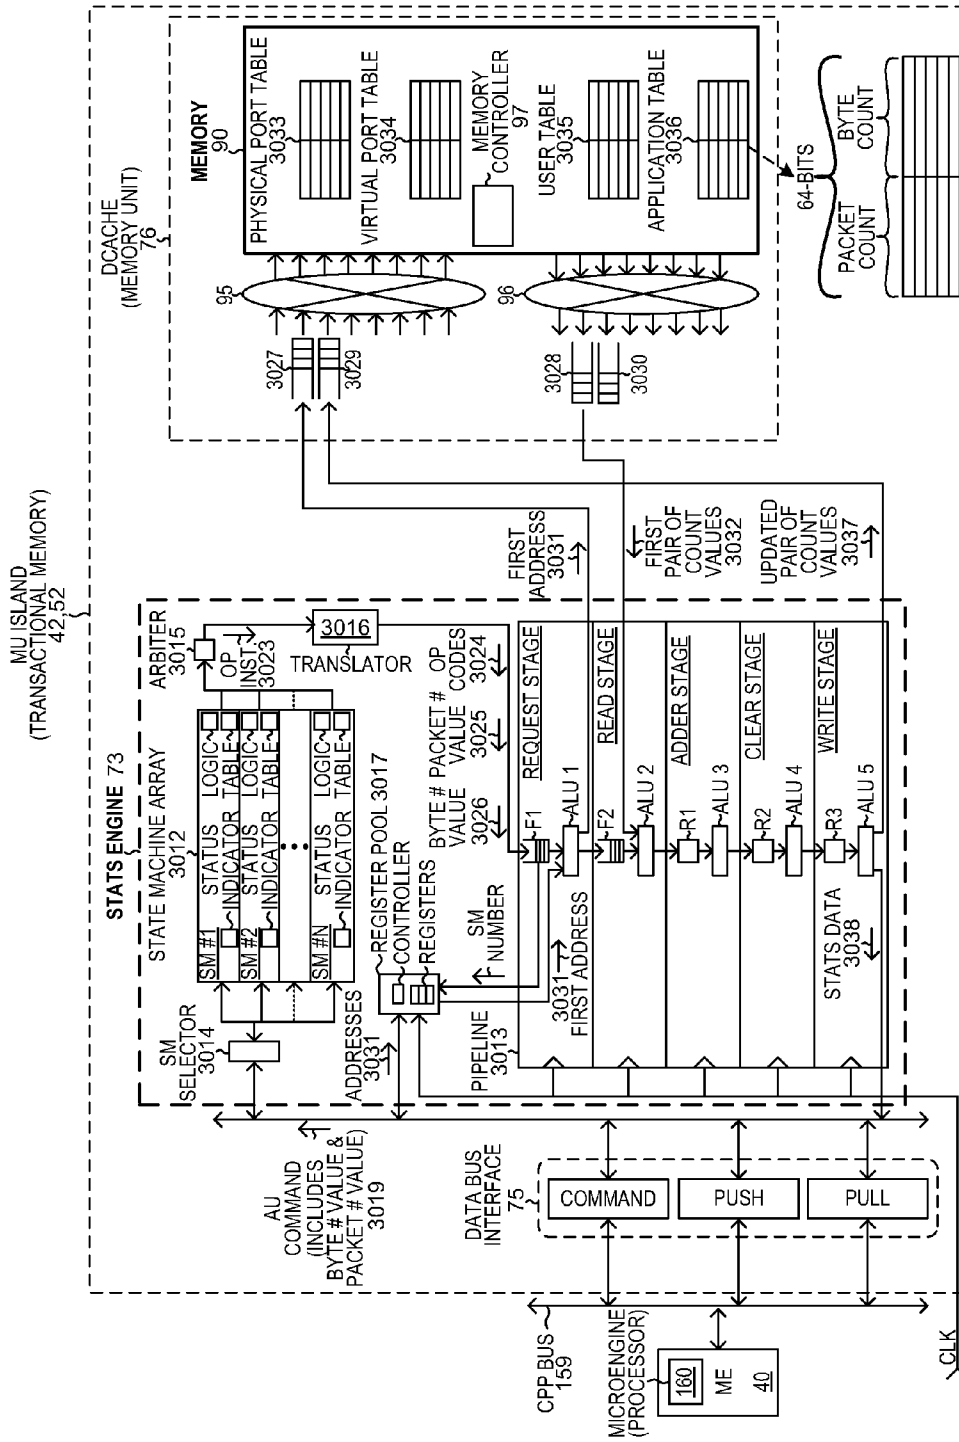 MU ISLAND
(TRANSACTIONAL MEMORY)
42,52
DCACHE
(MEMORY UNIT)
76
MEMORY
90
PHYSICAL PORT TABLE
3033
VIRTUAL PORT TABLE
3034
MEMORY
CONTROLLER
97
USER TABLE
3035
APPLICATION TABLE
3036
64-BITS
PACKET
COUNT
BYTE
COUNT
95
96
3027
3029
3028
3030
FIRST
ADDRESS
3031
FIRST
PAIR OF
COUNT
VALUES
3032
UPDATED
PAIR OF
COUNT
VALUES
3037
STATS ENGINE 73
STATE MACHINE ARRAY
3012
SM #1
STATUS
INDICATOR
LOGIC
TABLE
SM #2
STATUS
INDICATOR
LOGIC
TABLE
SM #N
STATUS
INDICATOR
LOGIC
TABLE
ARBITER
3015
OP
INST.
3023
3016
TRANSLATOR
SM
SELECTOR
3014
REGISTER POOL 3017
CONTROLLER
REGISTERS
ADDRESSES
3031
SM
NUMBER
BYTE #
VALUE
3026
PACKET #
VALUE
3025
OP
CODES
3024
PIPELINE
3013
3031
FIRST ADDRESS
REQUEST STAGE
F1
ALU 1
READ STAGE
F2
ALU 2
ADDER STAGE
R1
ALU 3
CLEAR STAGE
R2
ALU 4
WRITE STAGE
R3
ALU 5
STATS DATA
3038
AU
COMMAND
(INCLUDES
BYTE # VALUE &
PACKET # VALUE)
3019
DATA BUS
INTERFACE
75
COMMAND
PUSH
PULL
CPP BUS
159
MICROENGINE
(PROCESSOR)
160
ME
40
CLK